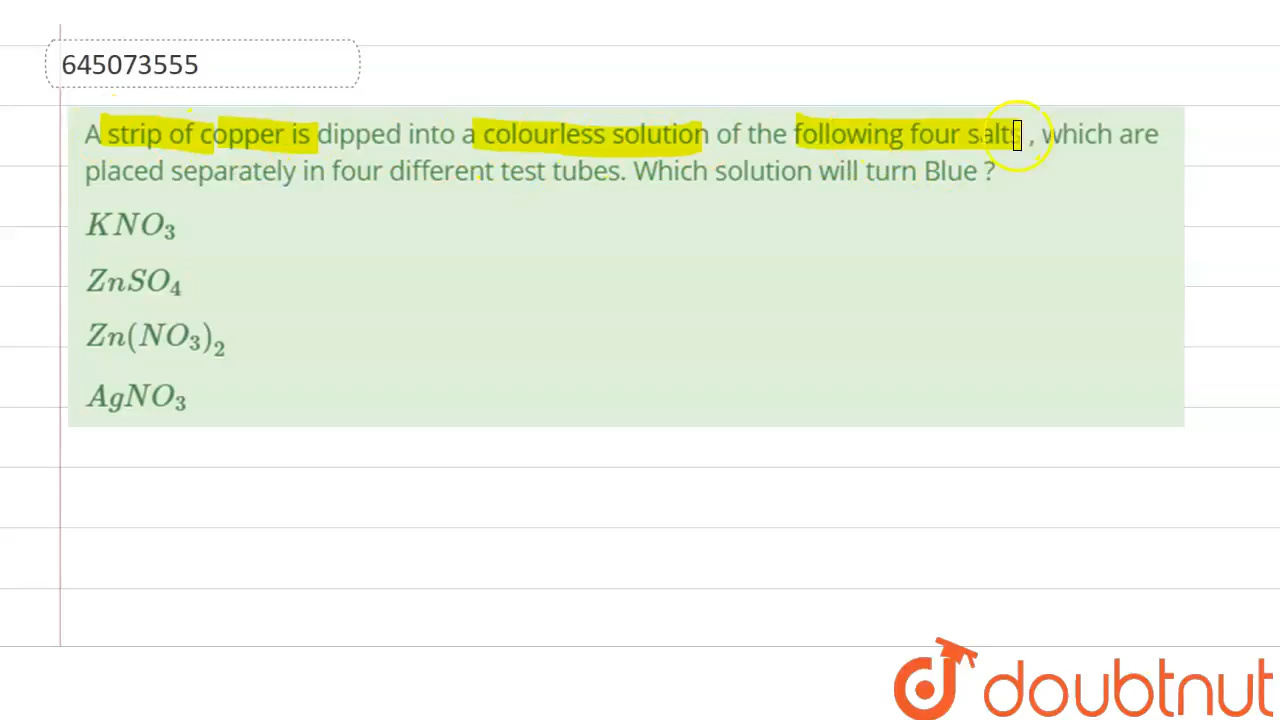 645073555
A strip of copper is dipped into a colourless solution of the following four salts , which are
placed separately in four different test tubes. Which solution will turn Blue ?
KNO₃
ZnSO₄
Zn(NO₃)₂
AgNO₃
doubtnut